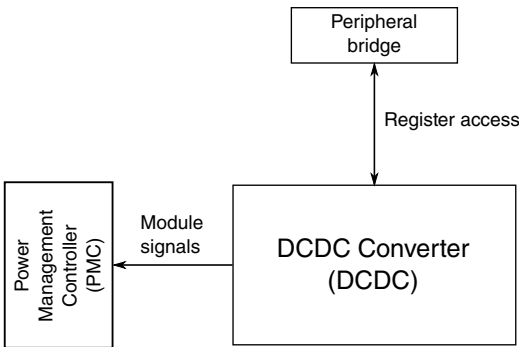 Peripheral
bridge
Register access
Power
Management
Controller
(PMC)
Module
signals
DCDC Converter
(DCDC)